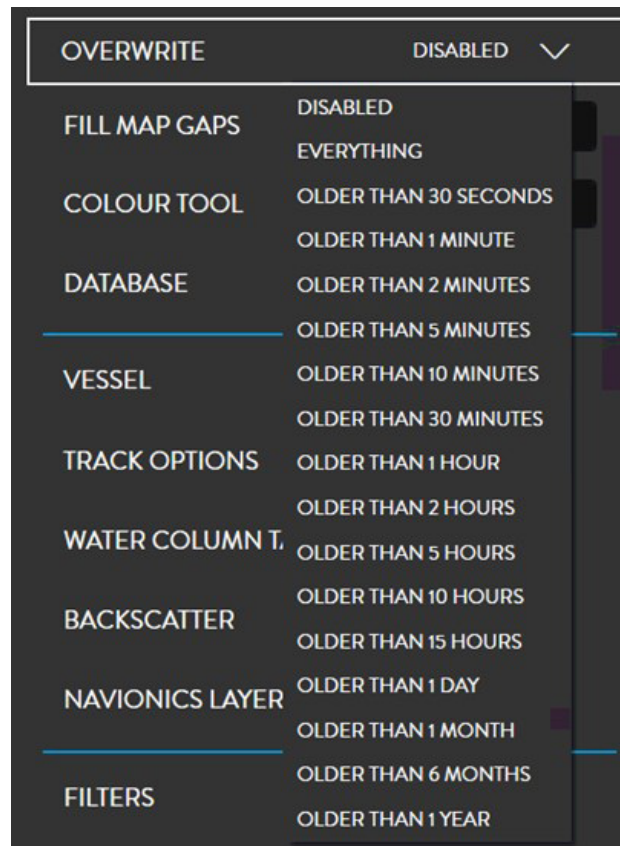 OVERWRITE DISABLED
FILL MAP GAPS
COLOUR TOOL
DATABASE
VESSEL
TRACK OPTIONS
WATER COLUMN
BACKSCATTER
NAVIONICS LAYER
FILTERS
DISABLED
EVERYTHING
OLDER THAN 30 SECONDS
OLDER THAN 1 MINUTE
OLDER THAN 2 MINUTES
OLDER THAN 5 MINUTES
OLDER THAN 10 MINUTES
OLDER THAN 30 MINUTES
OLDER THAN 1 HOUR
OLDER THAN 2 HOURS
OLDER THAN 5 HOURS
OLDER THAN 10 HOURS
OLDER THAN 15 HOURS
OLDER THAN 1 DAY
OLDER THAN 1 MONTH
OLDER THAN 6 MONTHS
OLDER THAN 1 YEAR